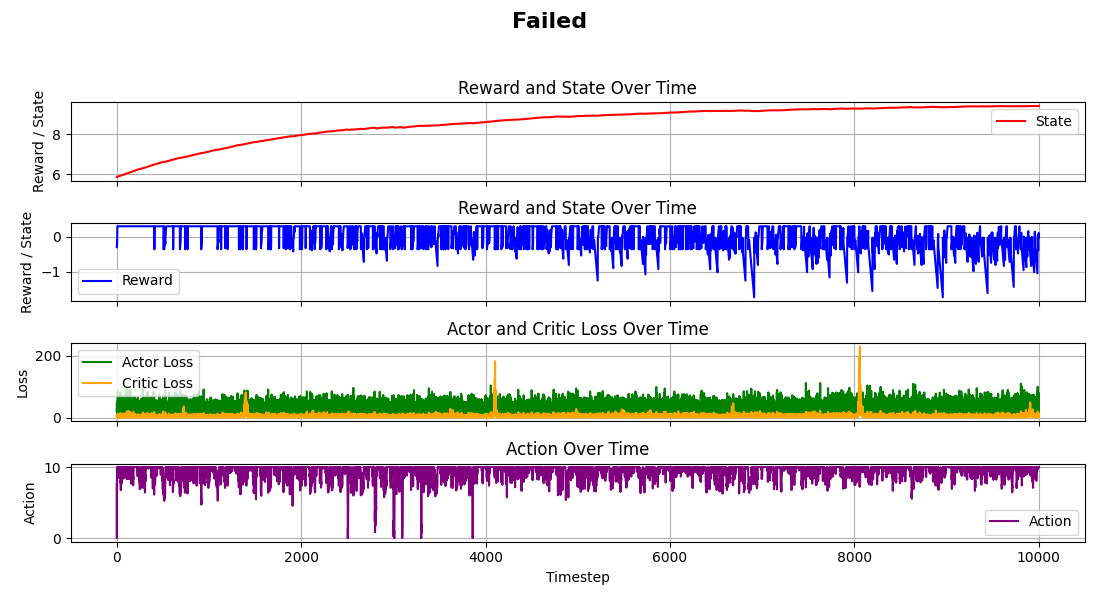 Failed
Reward and State Over Time
Reward / State
8
6
State
Reward and State Over Time
Reward / State
0
−1
Reward
Actor and Critic Loss Over Time
Loss
200
0
Actor Loss
Critic Loss
Action Over Time
Action
10
0
Action
0 2000 4000 6000 8000 10000
Timestep